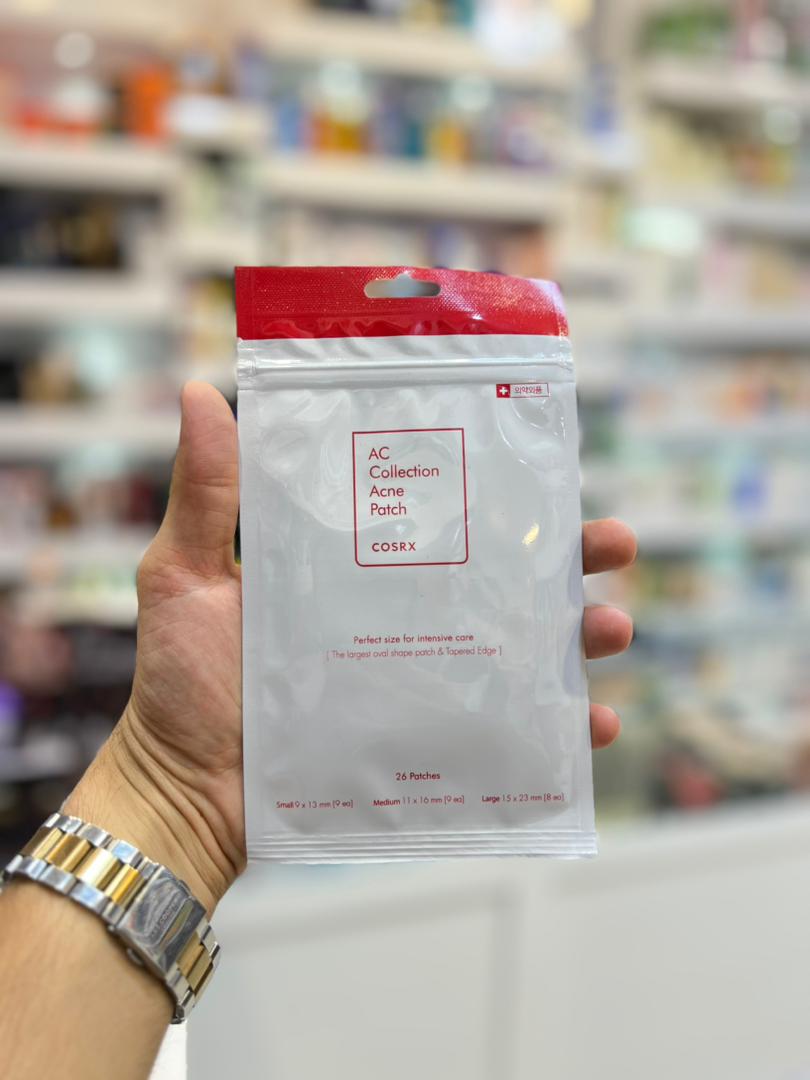 의약외품
AC
Collection
Acne
Patch
COSRX
Perfect size for intensive care
[ The largest oval shape patch & Tapered Edge ]
26 Patches
Small 9 x 13 mm [9 ea] Medium 11 x 16 mm [9 ea] Large 15 x 23 mm [8 ea]